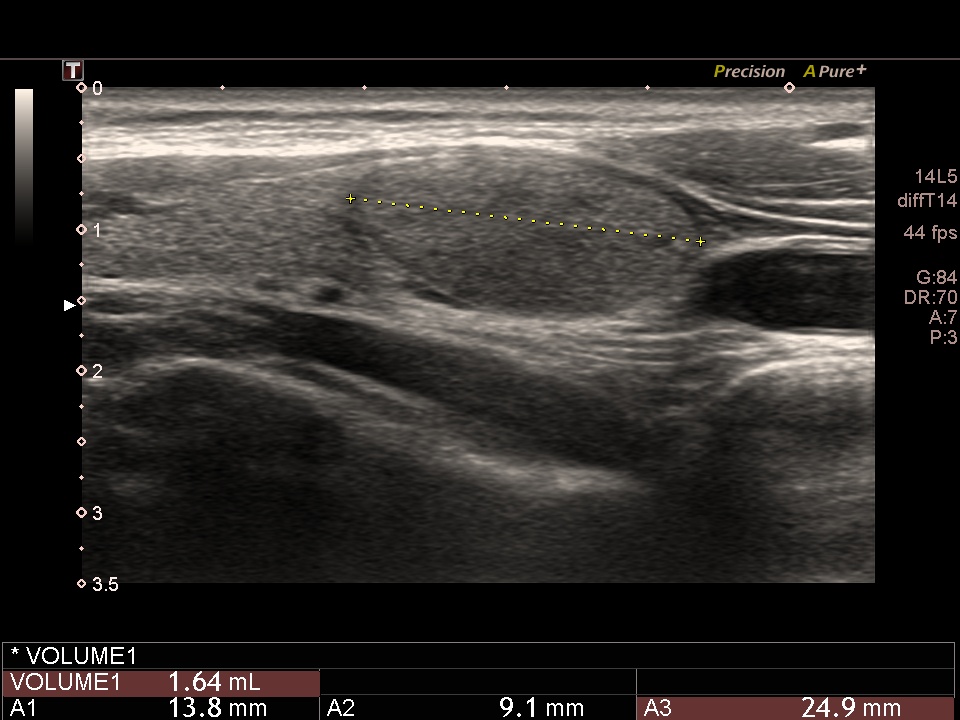 T
Precision A Pure+
0
1
2
3
3.5
14L5
diffT14
44 fps
G:84
DR:70
A:7
P:3
* VOLUME1
VOLUME1 1.64 mL
A1 13.8 mm A2 9.1 mm A3 24.9 mm